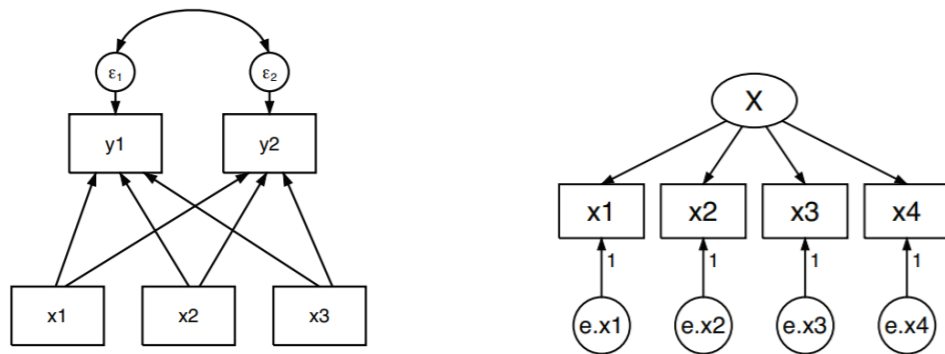 ε1 ε2
y1 y2
x1 x2 x3
X
x1 x2 x3 x4
1 1 1 1
e.x1 e.x2 e.x3 e.x4